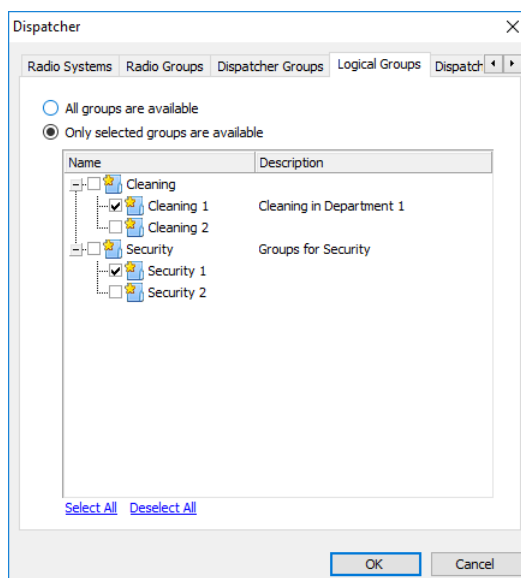 Dispatcher
Radio Systems Radio Groups Dispatcher Groups Logical Groups Dispatch
All groups are available
Only selected groups are available
Name Description
Cleaning
Cleaning 1 Cleaning in Department 1
Cleaning 2
Security Groups for Security
Security 1
Security 2
Select All Deselect All
OK Cancel